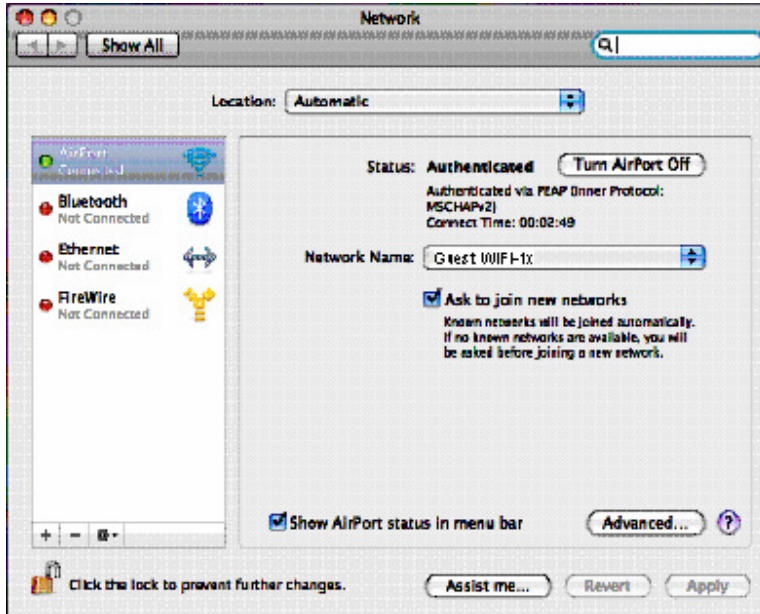 Network
Show All
Location: Automatic
AirPort
Connected
Bluetooth
Not Connected
Ethernet
Not Connected
FireWire
Not Connected
Status: Authenticated Turn AirPort Off
Authenticated via PEAP (Inner Protocol:
MSCHAPv2)
Connect Time: 00:02:49
Network Name: Guest WIFI-1x
Ask to join new networks
Known networks will be joined automatically.
If no known networks are available, you will
be asked before joining a new network.
Show AirPort status in menu bar Advanced... ?
Click the lock to prevent further changes. Assist me... Revert Apply